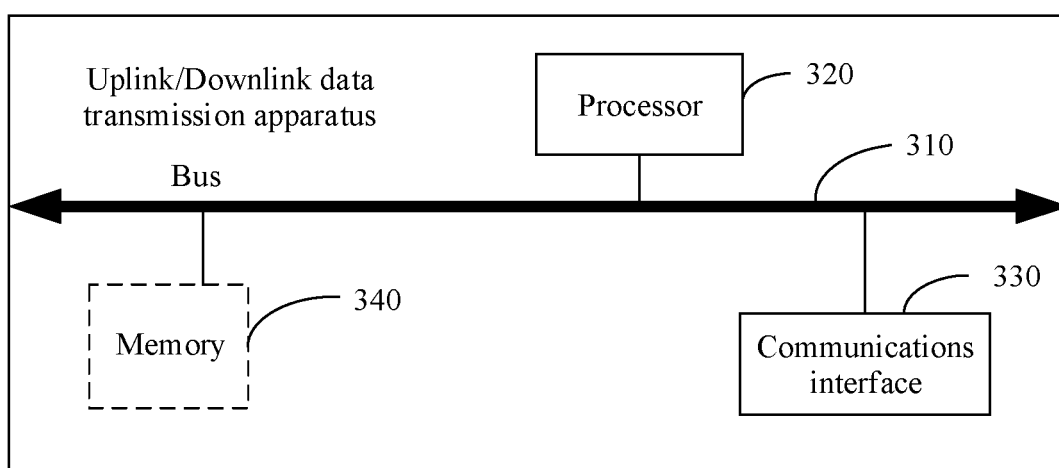 Uplink/Downlink data
transmission apparatus
Processor
320
310
Bus
340
Memory
330
Communications
interface